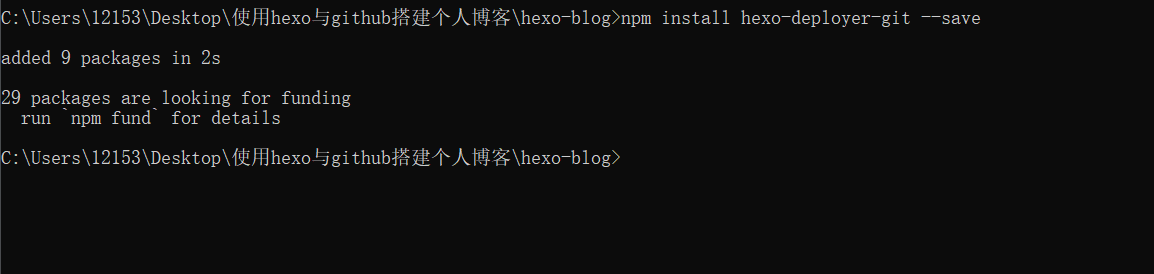 C:\Users\12153\Desktop\使用hexo与github搭建个人博客\hexo-blog>npm install hexo-deployer-git --save
added 9 packages in 2s
29 packages are looking for funding
  run `npm fund` for details
C:\Users\12153\Desktop\使用hexo与github搭建个人博客\hexo-blog>